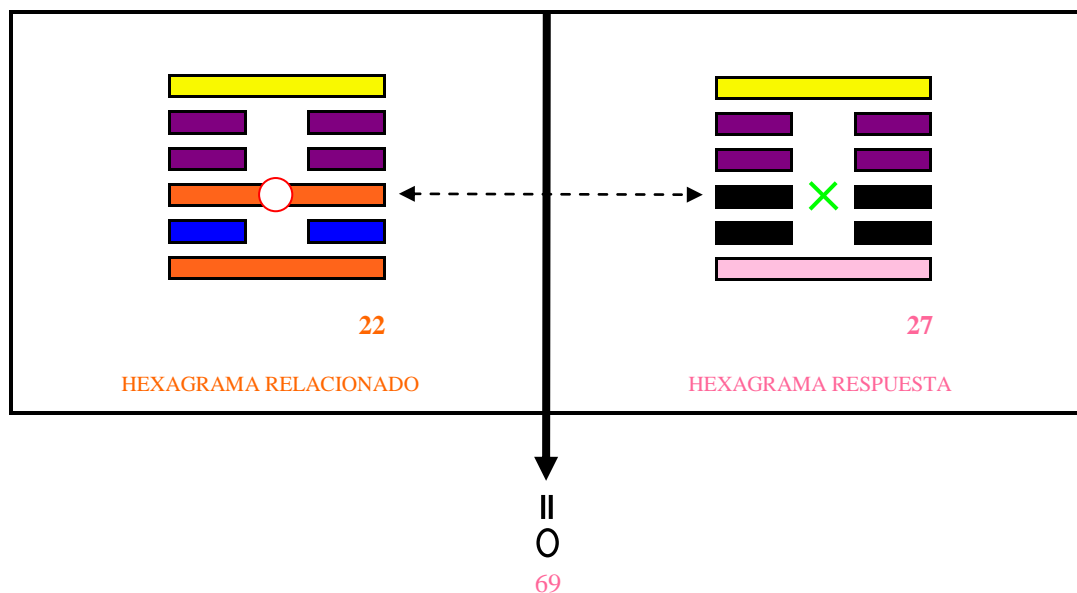 22
HEXAGRAMA RELACIONADO
27
HEXAGRAMA RESPUESTA
=
O
69